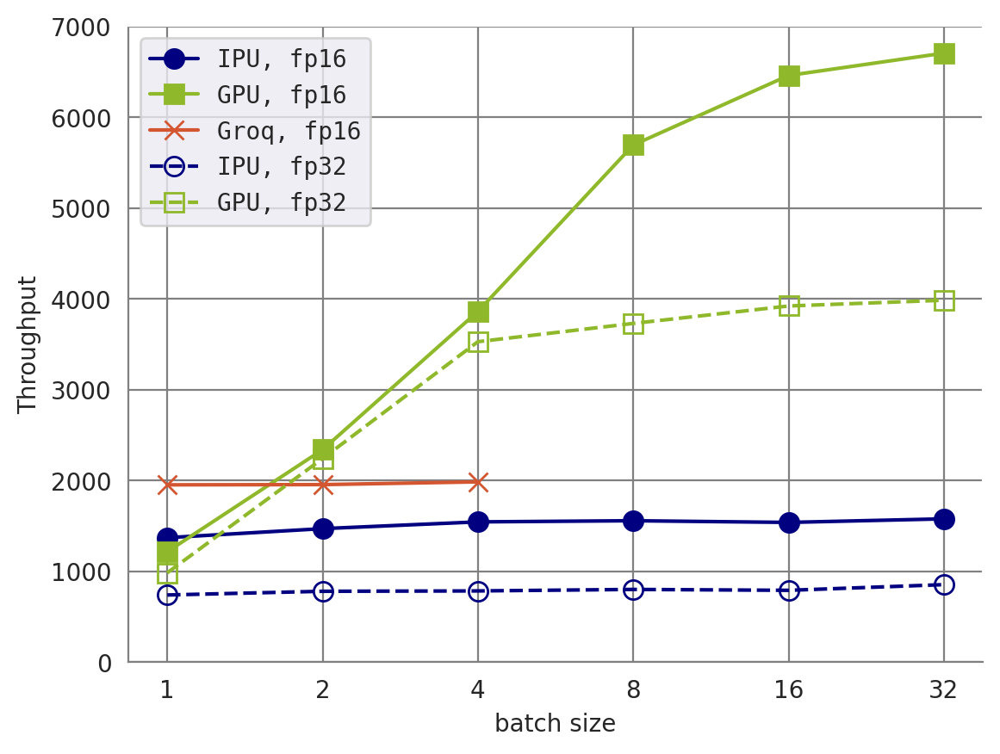 7000
6000
5000
4000
3000
2000
1000
0
Throughput
IPU, fp16
GPU, fp16
Groq, fp16
IPU, fp32
GPU, fp32
1 2 4 8 16 32
batch size